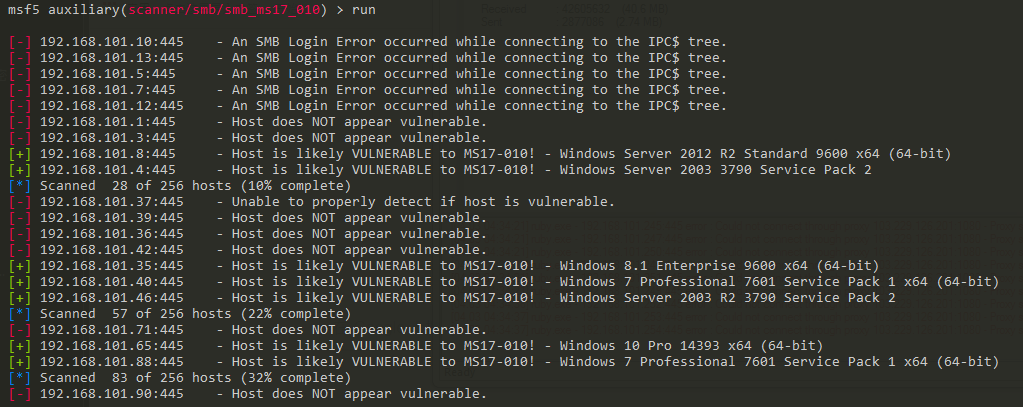 msf5 auxiliary(scanner/smb/smb_ms17_010) > run
[-] 192.168.101.10:445 - An SMB Login Error occurred while connecting to the IPC$ tree.
[-] 192.168.101.13:445 - An SMB Login Error occurred while connecting to the IPC$ tree.
[-] 192.168.101.5:445 - An SMB Login Error occurred while connecting to the IPC$ tree.
[-] 192.168.101.7:445 - An SMB Login Error occurred while connecting to the IPC$ tree.
[-] 192.168.101.12:445 - An SMB Login Error occurred while connecting to the IPC$ tree.
[-] 192.168.101.1:445 - Host does NOT appear vulnerable.
[-] 192.168.101.3:445 - Host does NOT appear vulnerable.
[+] 192.168.101.8:445 - Host is likely VULNERABLE to MS17-010! - Windows Server 2012 R2 Standard 9600 x64 (64-bit)
[+] 192.168.101.4:445 - Host is likely VULNERABLE to MS17-010! - Windows Server 2003 3790 Service Pack 2
[*] Scanned 28 of 256 hosts (10% complete)
[-] 192.168.101.37:445 - Unable to properly detect if host is vulnerable.
[-] 192.168.101.39:445 - Host does NOT appear vulnerable.
[-] 192.168.101.36:445 - Host does NOT appear vulnerable.
[-] 192.168.101.42:445 - Host does NOT appear vulnerable.
[+] 192.168.101.35:445 - Host is likely VULNERABLE to MS17-010! - Windows 8.1 Enterprise 9600 x64 (64-bit)
[+] 192.168.101.40:445 - Host is likely VULNERABLE to MS17-010! - Windows 7 Professional 7601 Service Pack 1 x64 (64-bit)
[+] 192.168.101.46:445 - Host is likely VULNERABLE to MS17-010! - Windows Server 2003 R2 3790 Service Pack 2
[*] Scanned 57 of 256 hosts (22% complete)
[-] 192.168.101.71:445 - Host does NOT appear vulnerable.
[+] 192.168.101.65:445 - Host is likely VULNERABLE to MS17-010! - Windows 10 Pro 14393 x64 (64-bit)
[+] 192.168.101.88:445 - Host is likely VULNERABLE to MS17-010! - Windows 7 Professional 7601 Service Pack 1 x64 (64-bit)
[*] Scanned 83 of 256 hosts (32% complete)
[-] 192.168.101.90:445 - Host does NOT appear vulnerable.